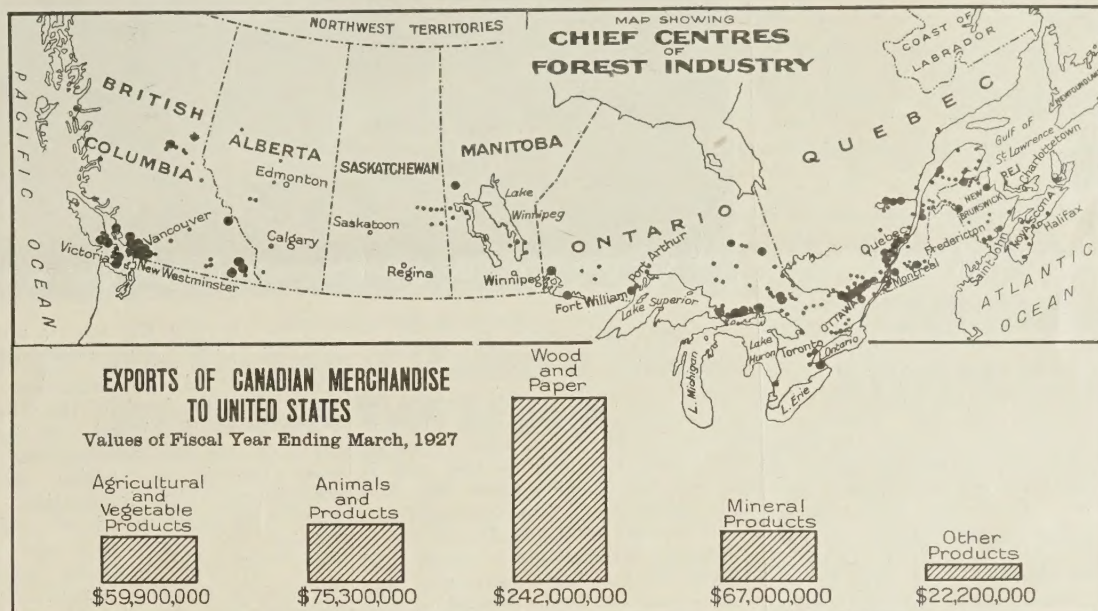 MAP SHOWING
CHIEF CENTRES
OF
FOREST INDUSTRY
NORTHWEST TERRITORIES
COAST OF
LABRADOR
NEWFOUNDLAND
PACIFIC OCEAN
BRITISH
COLUMBIA
ALBERTA
Edmonton
SASKATCHEWAN
MANITOBA
QUEBEC
Gulf of
St Lawrence
Charlottetown
P.E.I.
NEW
BRUNSWICK
Lake
Winnipeg
ONTARIO
Saskatoon
Vancouver
Victoria
New Westminster
Calgary
Regina
Winnipeg
Port Arthur
Fort William
Lake Superior
Quebec
Montreal
OTTAWA
Fredericton
Saint John
Nova Scotia
Halifax
ATLANTIC
OCEAN
Lake
Huron
Toronto
L. Ontario
L. Michigan
L. Erie
EXPORTS OF CANADIAN MERCHANDISE
TO UNITED STATES
Values of Fiscal Year Ending March, 1927
Agricultural
and
Vegetable
Products
$59,900,000
Animals
and
Products
$75,300,000
Wood
and
Paper
$242,000,000
Mineral
Products
$67,000,000
Other
Products
$22,200,000